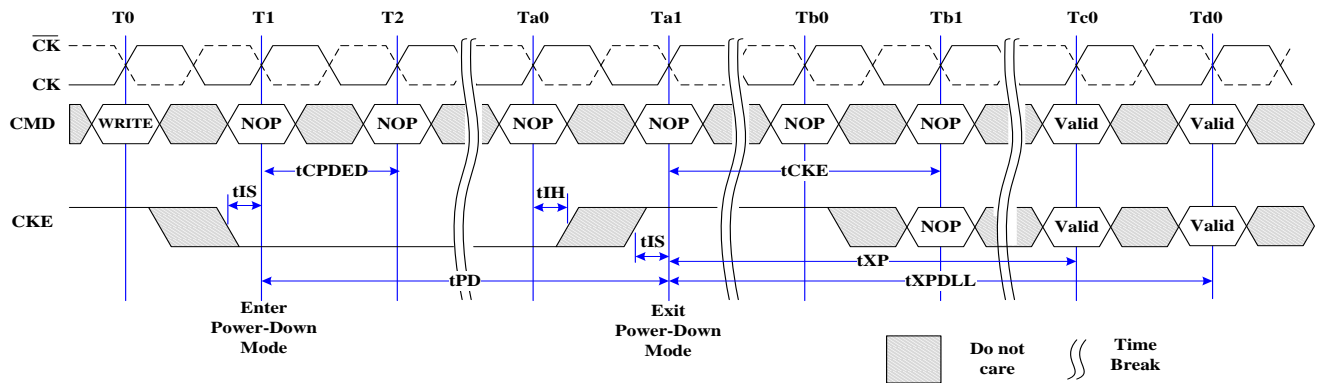 T0 T1 T2 Ta0 Ta1 Tb0 Tb1 Tc0 Td0
CK
CK
CMD WRITE NOP NOP NOP NOP NOP NOP Valid Valid
tCPDED tCKE
tIS tIH
CKE NOP Valid Valid
tIS
tXP
tPD tXPDLL
Enter
Power-Down
Mode
Exit
Power-Down
Mode
Do not
care
Time
Break